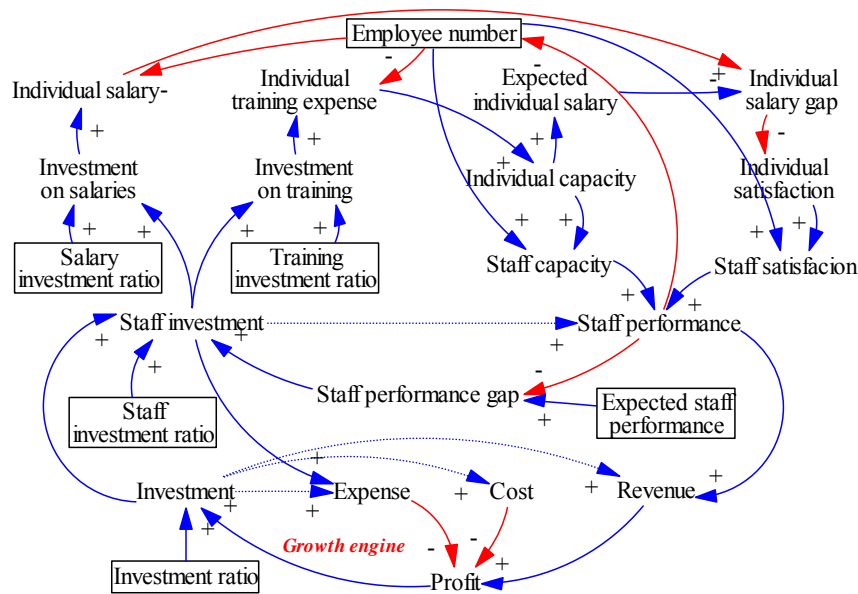 Employee number
Individual salary-
Individual
training expense
Expected
individual salary
Individual
salary gap
Investment
on salaries
Investment
on training
Individual capacity
Individual
satisfaction
Salary
investment ratio
Training
investment ratio
Staff capacity
Staff satisfacion
Staff investment
Staff performance
Staff performance gap
Staff
investment ratio
Expected staff
performance
Investment
Expense
Cost
Revenue
Growth engine
Investment ratio
Profit